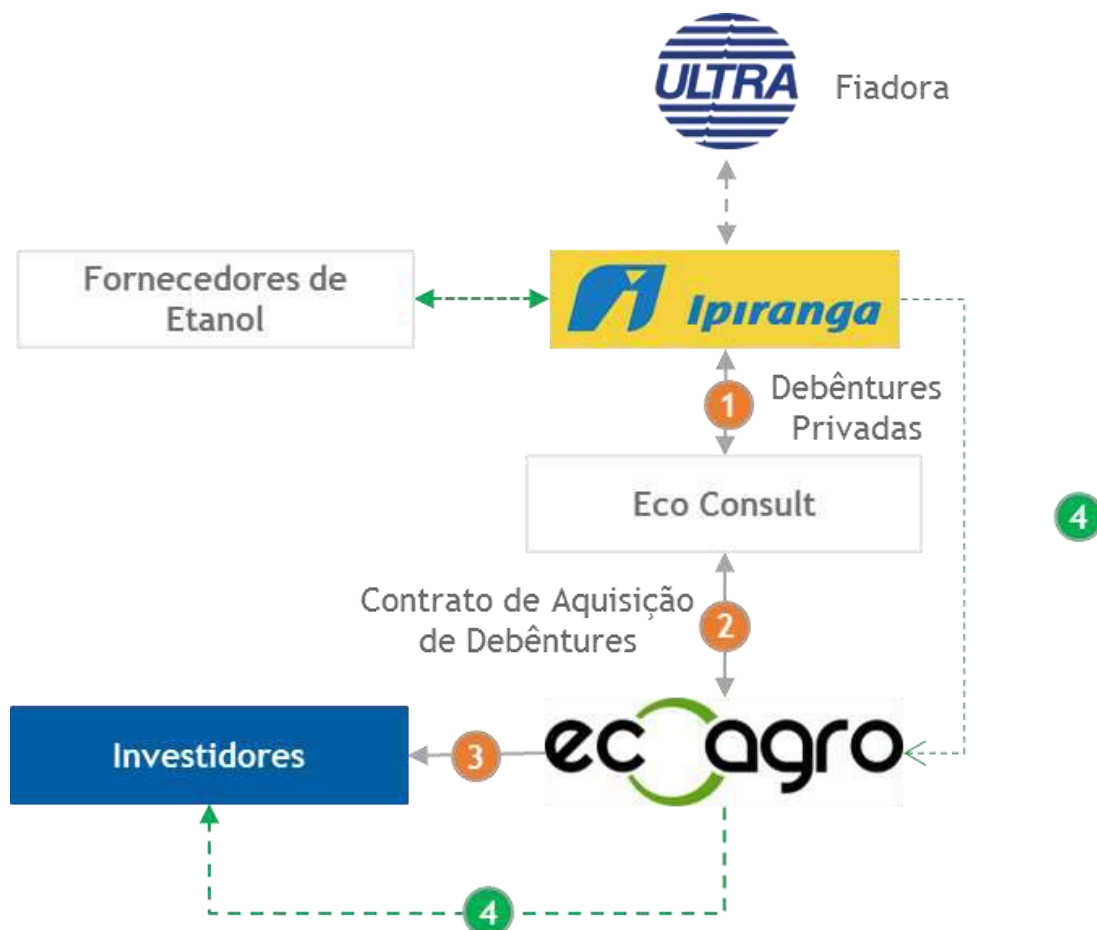 ULTRA
Fiadora
Fornecedores de
Etanol
Ipiranga
1
Debêntures
Privadas
Eco Consult
4
Contrato de Aquisição
de Debêntures
2
Investidores
3
ecoagro
4